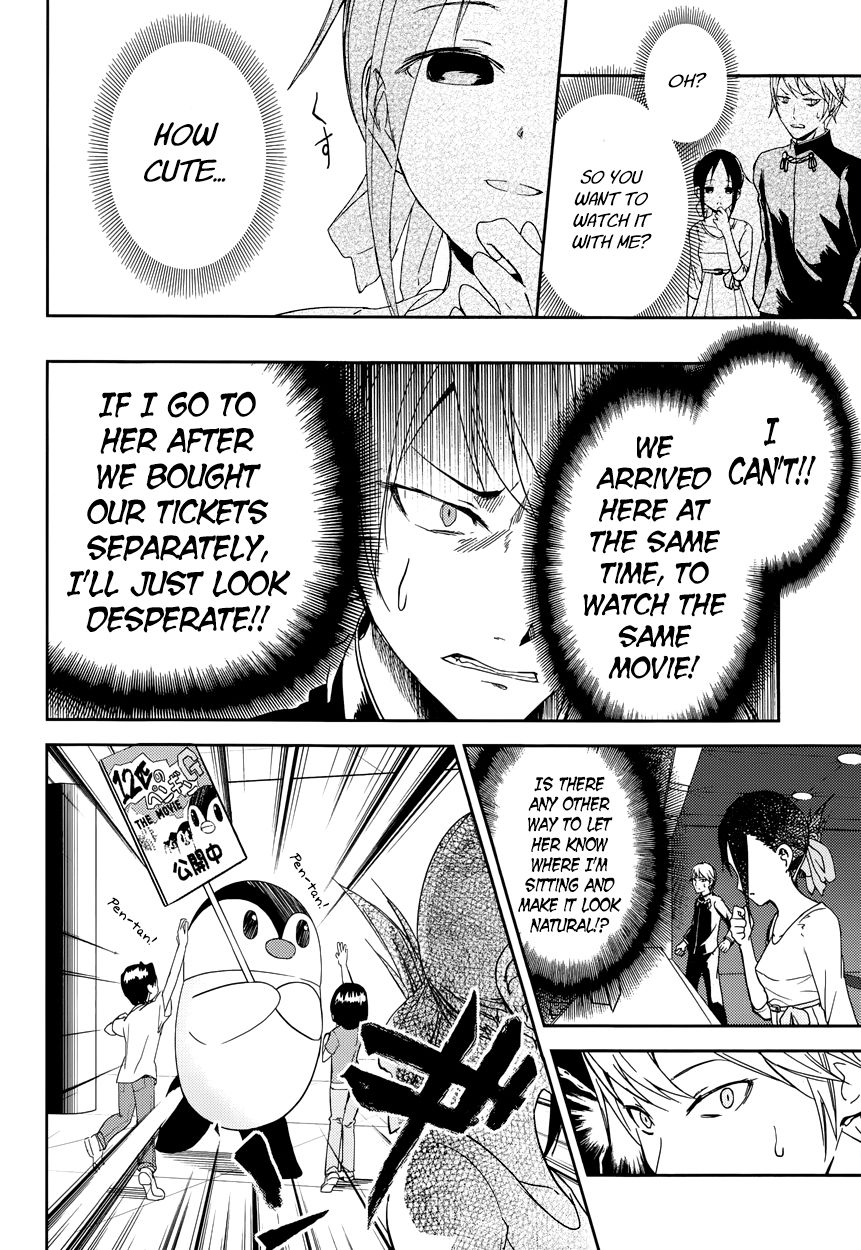 OH?
SO YOU
WANT TO
WATCH IT
WITH ME?
HOW
CUTE...
くす
I
CAN'T!!
WE
ARRIVED
HERE AT
THE SAME
TIME, TO
WATCH THE
SAME
MOVIE!
IF I GO TO
HER AFTER
WE BOUGHT
OUR TICKETS
SEPARATELY,
I'LL JUST LOOK
DESPERATE!!
IS THERE
ANY OTHER
WAY TO LET
HER KNOW
WHERE I'M
SITTING AND
MAKE IT LOOK
NATURAL!?
12匹の
ペンギン
THE MOVIE
公開中
Pen-tan!
Pen-tan!